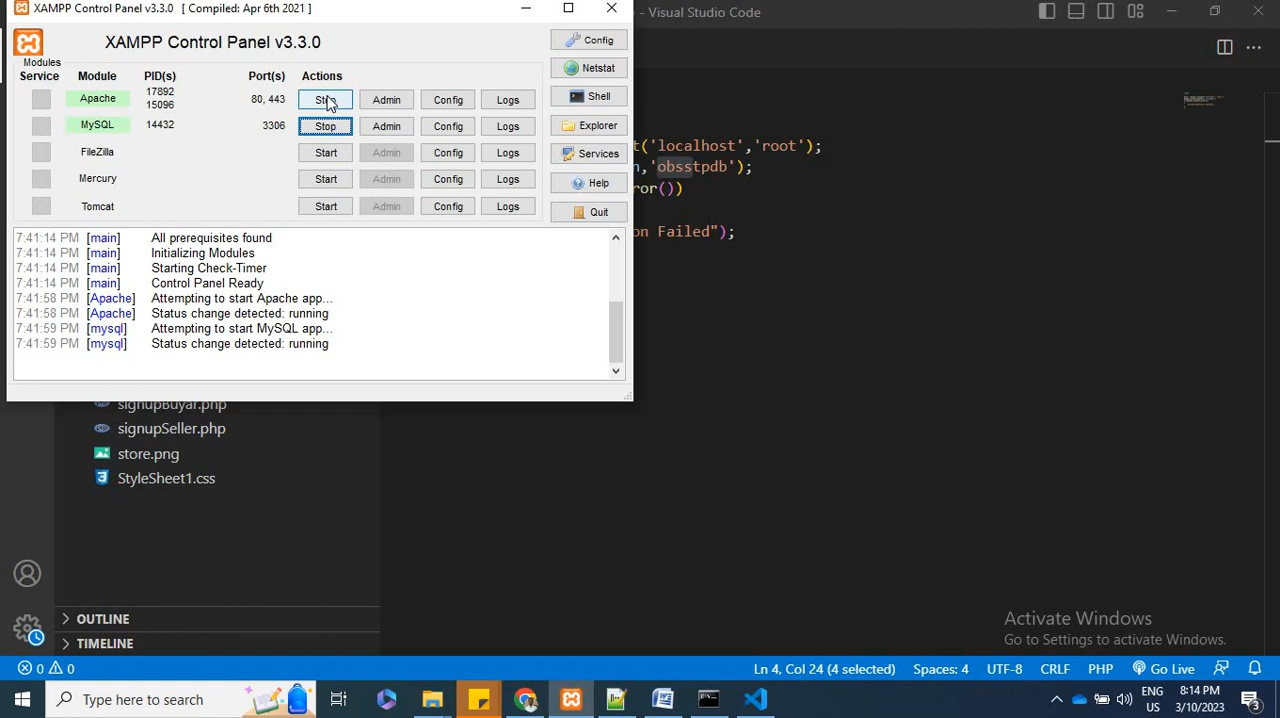 XAMPP Control Panel v3.3.0 [ Compiled: Apr 6th 2021 ]
- Visual Studio Code
XAMPP Control Panel v3.3.0
Config
Modules
Service Module PID(s) Port(s) Actions
Netstat
Apache 17892 15096 80, 443 Stop Admin Config Logs
Shell
MySQL 14432 3306 Stop Admin Config Logs
Explorer
FileZilla Start Admin Config Logs
Services
Mercury Start Admin Config Logs
Help
Tomcat Start Admin Config Logs
Quit
7:41:14 PM [main] All prerequisites found
7:41:14 PM [main] Initializing Modules
7:41:14 PM [main] Starting Check-Timer
7:41:14 PM [main] Control Panel Ready
7:41:58 PM [Apache] Attempting to start Apache app...
7:41:58 PM [Apache] Status change detected: running
7:41:59 PM [mysql] Attempting to start MySQL app...
7:41:59 PM [mysql] Status change detected: running
t('localhost','root');
n,'obsstpdb');
ror())
on Failed");
signupBuyar.php
signupSeller.php
store.png
StyleSheet1.css
OUTLINE
TIMELINE
Activate Windows
Go to Settings to activate Windows.
0 0 Ln 4, Col 24 (4 selected) Spaces: 4 UTF-8 CRLF PHP Go Live
Type here to search
ENG
US
8:14 PM
3/10/2023
3